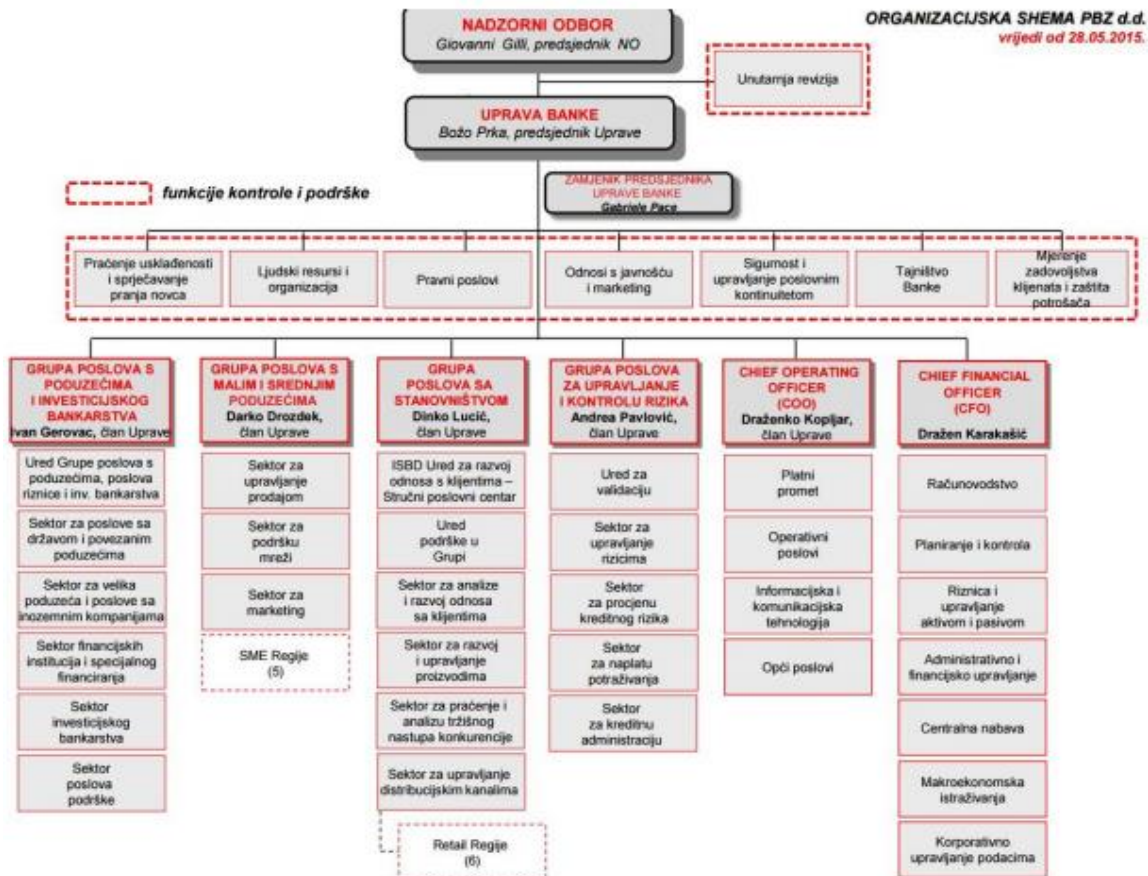 NADZORNI ODBOR
Giovanni Gilli, predsjednik NO
ORGANIZACIJSKA SHEMA PBZ d.d.
vrijedi od 28.05.2015.
Unutarnja revizija
UPRAVA BANKE
Božo Prka, predsjednik Uprave
funkcije kontrole i podrške
ZAMJENIK PREDSJEDNIKA
UPRAVE BANKE
Gabriele Pace
Praćenje usklađenosti
i sprječavanje
pranja novca
Ljudski resursi i
organizacija
Pravni poslovi
Odnosi s javnošću
i marketing
Sigurnost i
upravljanje poslovnim
kontinuitetom
Tajništvo
Banke
Mjerenje
zadovoljstva
klijenata i zaštita
potrošača
GRUPA POSLOVA S
PODUZEĆIMA
I INVESTICIJSKOG
BANKARSTVA
Ivan Gerovac, član Uprave
Ured Grupe poslova s
poduzećima, poslova
riznice i inv. bankarstva
Sektor za poslove sa
državom i povezanim
poduzećima
Sektor za velika
poduzeća i poslove sa
inozemnim kompanijama
Sektor financijskih
institucija i specijalnog
financiranja
Sektor
investicijskog
bankarstva
Sektor
poslova
podrške
GRUPA POSLOVA S
MALIM I SREDNJIM
PODUZEĆIMA
Darko Drozdek,
član Uprave
Sektor za
upravljanje
prodajom
Sektor za
podršku
mreži
Sektor za
marketing
SME Regije
(5)
GRUPA
POSLOVA SA
STANOVNIŠTVOM
Dinko Lucić,
član Uprave
ISBD Ured za razvoj
odnosa s klijentima –
Stručni poslovni centar
Ured
podrške u
Grupi
Sektor za analize
i razvoj odnosa
sa klijentima
Sektor za razvoj
i upravljanje
proizvodima
Sektor za praćenje i
analizu tržišnog
nastupa konkurencije
Sektor za upravljanje
distribucijskim kanalima
Retail Regije
(6)
GRUPA POSLOVA
ZA UPRAVLJANJE
I KONTROLU RIZIKA
Andrea Pavlović,
član Uprave
Ured za
validaciju
Sektor za
upravljanje
rizicima
Sektor
za procjenu
kreditnog rizika
Sektor
za naplatu
potraživanja
Sektor
za kreditnu
administraciju
CHIEF OPERATING
OFFICER
(COO)
Draženko Kopljar,
član Uprave
Platni
promet
Operativni
poslovi
Informacijska i
komunikacijska
tehnologija
Opći poslovi
CHIEF FINANCIAL
OFFICER
(CFO)
Dražen Karakašić
Računovodstvo
Planiranje i kontrola
Riznica i
upravljanje
aktivom i pasivom
Administrativno i
financijsko upravljanje
Centralna nabava
Makroekonomska
istraživanja
Korporativno
upravljanje podacima